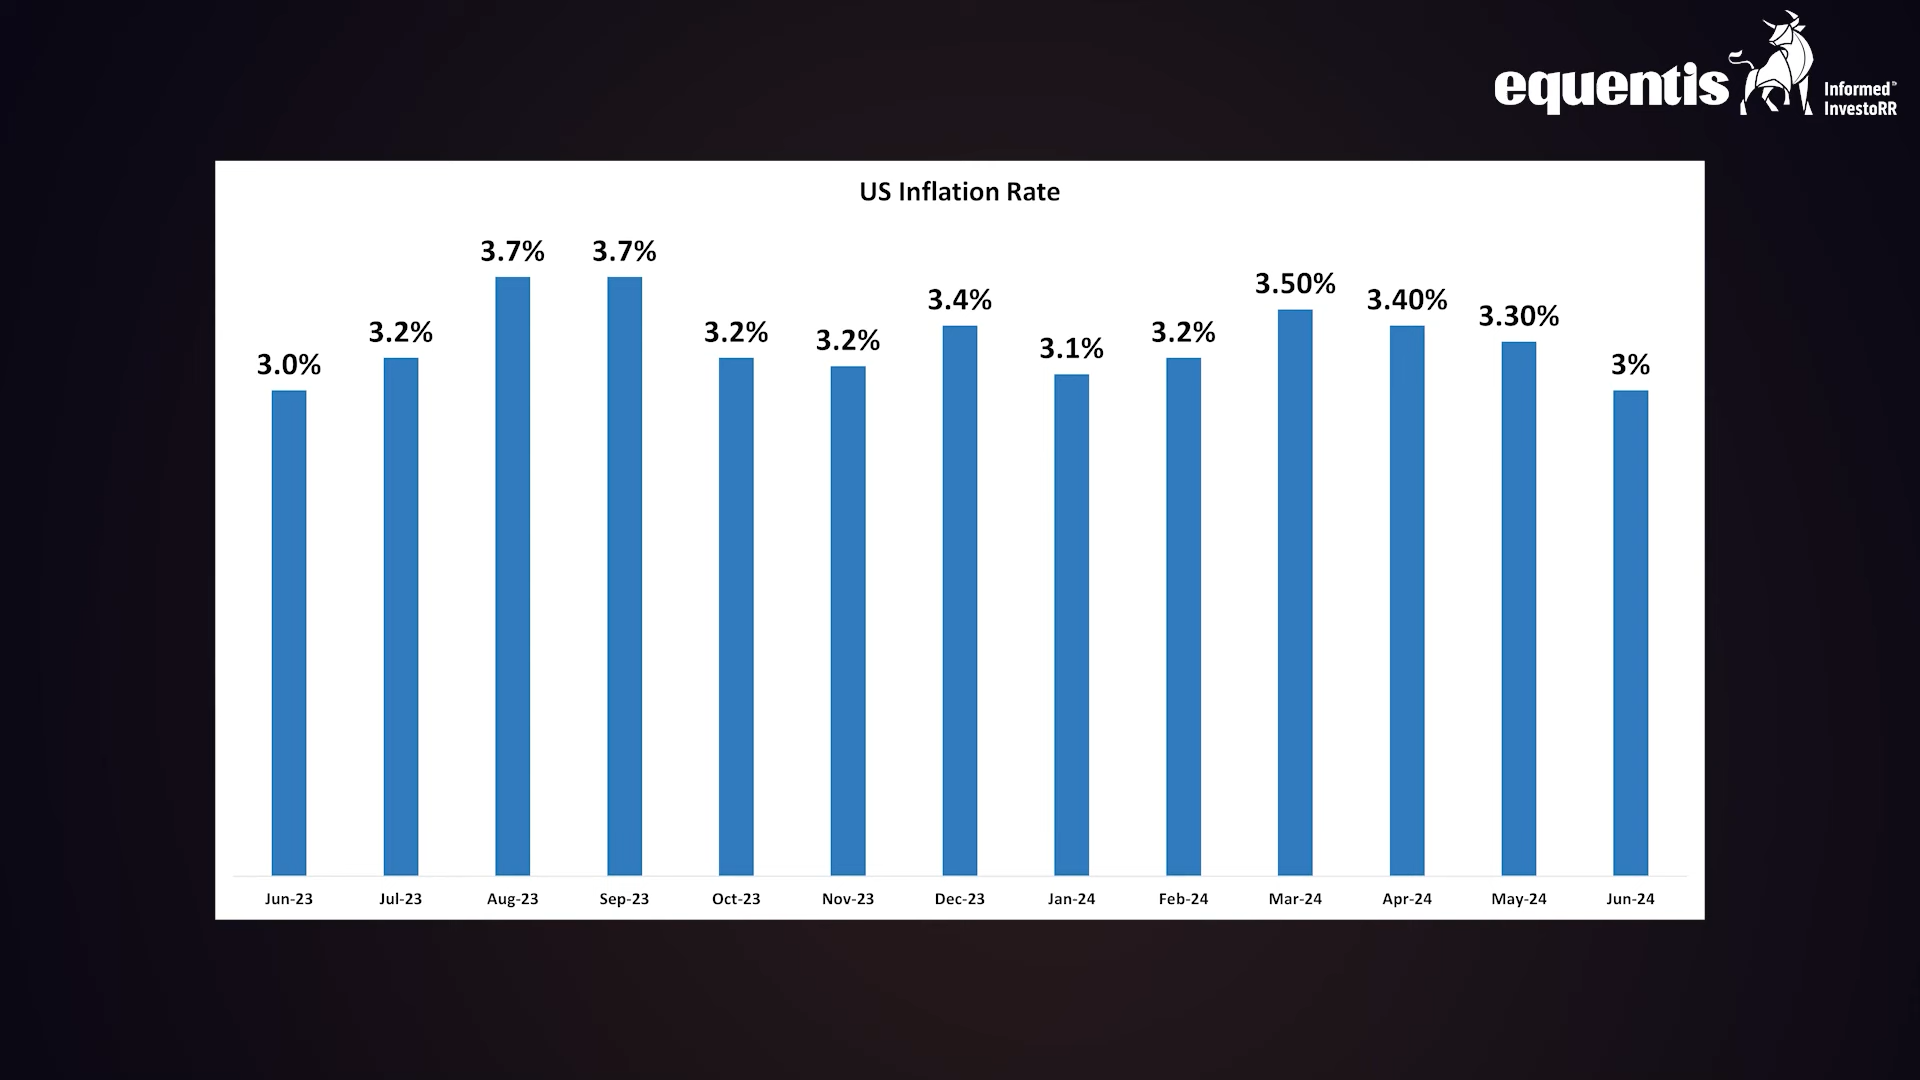 equentis
Informed
InvestoRR
US Inflation Rate
3.0%
3.2%
3.7%
3.7%
3.2%
3.2%
3.4%
3.1%
3.2%
3.50%
3.40%
3.30%
3%
Jun-23
Jul-23
Aug-23
Sep-23
Oct-23
Nov-23
Dec-23
Jan-24
Feb-24
Mar-24
Apr-24
May-24
Jun-24